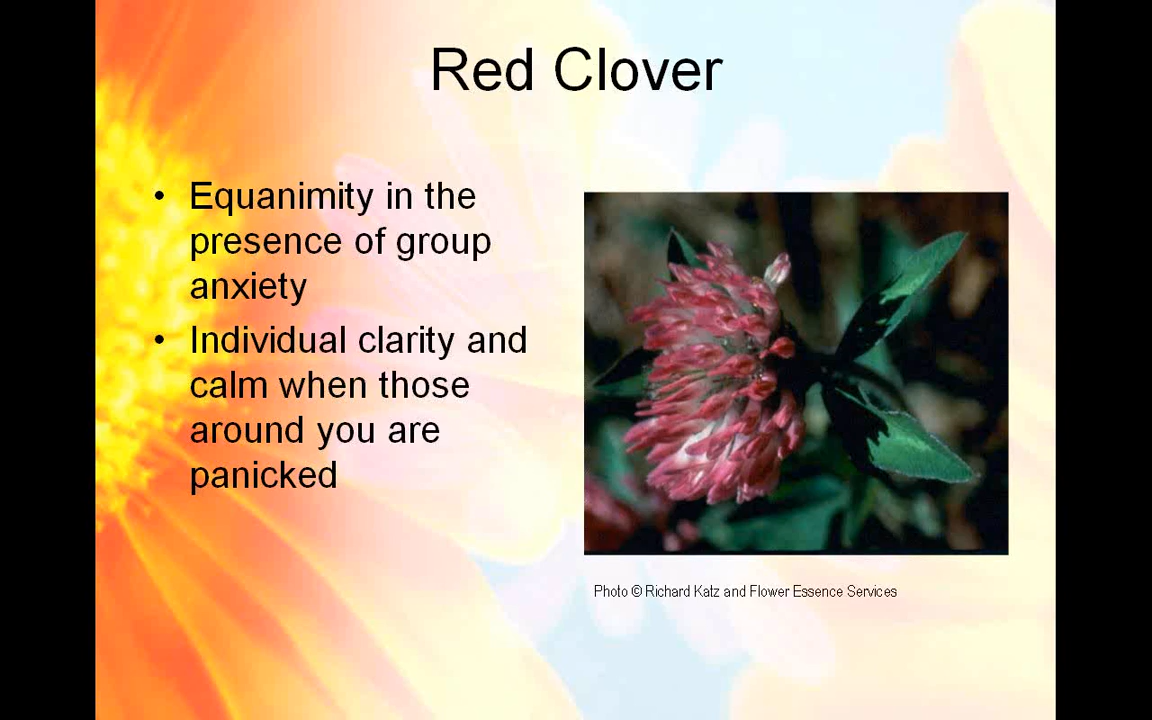 Red Clover
• Equanimity in the
presence of group
anxiety
• Individual clarity and
calm when those
around you are
panicked
Photo © Richard Katz and Flower Essence Services